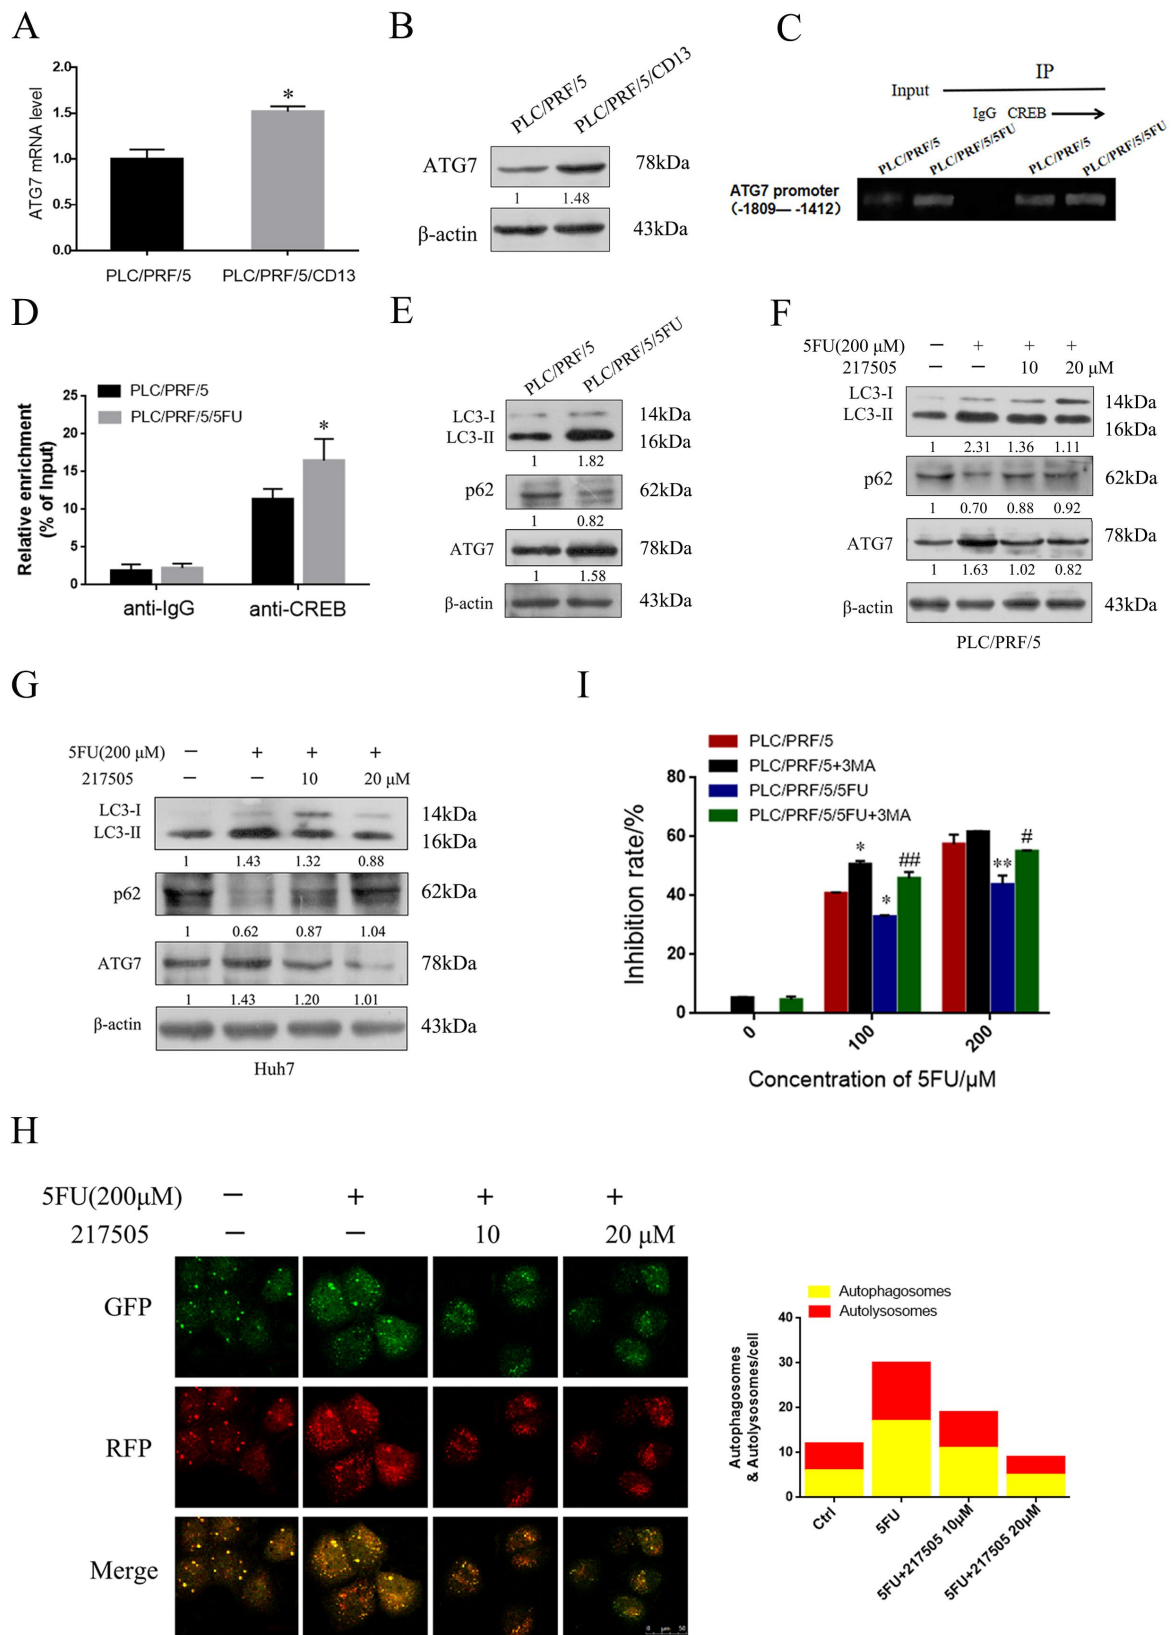 A
2.0
1.5
1.0
0.5
0.0
ATG7 mRNA level
*
PLC/PRF/5
PLC/PRF/5/CD13
B
PLC/PRF/5
PLC/PRF/5/CD13
ATG7
78kDa
1 1.48
β-actin
43kDa
C
IP
Input
IgG CREB
PLC/PRF/5
PLC/PRF/5/5FU
PLC/PRF/5
PLC/PRF/5/5FU
ATG7 promoter
(-1809— -1412)
D
PLC/PRF/5
PLC/PRF/5/5FU
25
20
15
10
5
0
Relative enrichment
(% of Input)
*
anti-IgG
anti-CREB
E
PLC/PRF/5
PLC/PRF/5/5FU
LC3-I
14kDa
LC3-II
16kDa
1 1.82
p62
62kDa
1 0.82
ATG7
78kDa
1 1.58
β-actin
43kDa
F
5FU(200 μM) − + + +
217505 − − 10 20 μM
LC3-I
14kDa
LC3-II
16kDa
1 2.31 1.36 1.11
p62
62kDa
1 0.70 0.88 0.92
ATG7
78kDa
1 1.63 1.02 0.82
β-actin
43kDa
PLC/PRF/5
G
5FU(200 μM) − + + +
217505 − − 10 20 μM
LC3-I
14kDa
LC3-II
16kDa
1 1.43 1.32 0.88
p62
62kDa
1 0.62 0.87 1.04
ATG7
78kDa
1 1.43 1.20 1.01
β-actin
43kDa
Huh7
I
PLC/PRF/5
PLC/PRF/5+3MA
PLC/PRF/5/5FU
PLC/PRF/5/5FU+3MA
80
60
40
20
0
Inhibition rate/%
*
*
##
**
#
0 100 200
Concentration of 5FU/μM
H
5FU(200μM) − + + +
217505 − − 10 20 μM
GFP
RFP
Merge
0 μm 50
Autophagosomes
Autolysosomes
40
30
20
10
0
Autophagosomes
& Autolysosomes/cell
Ctrl
5FU
5FU+217505 10μM
5FU+217505 20μM